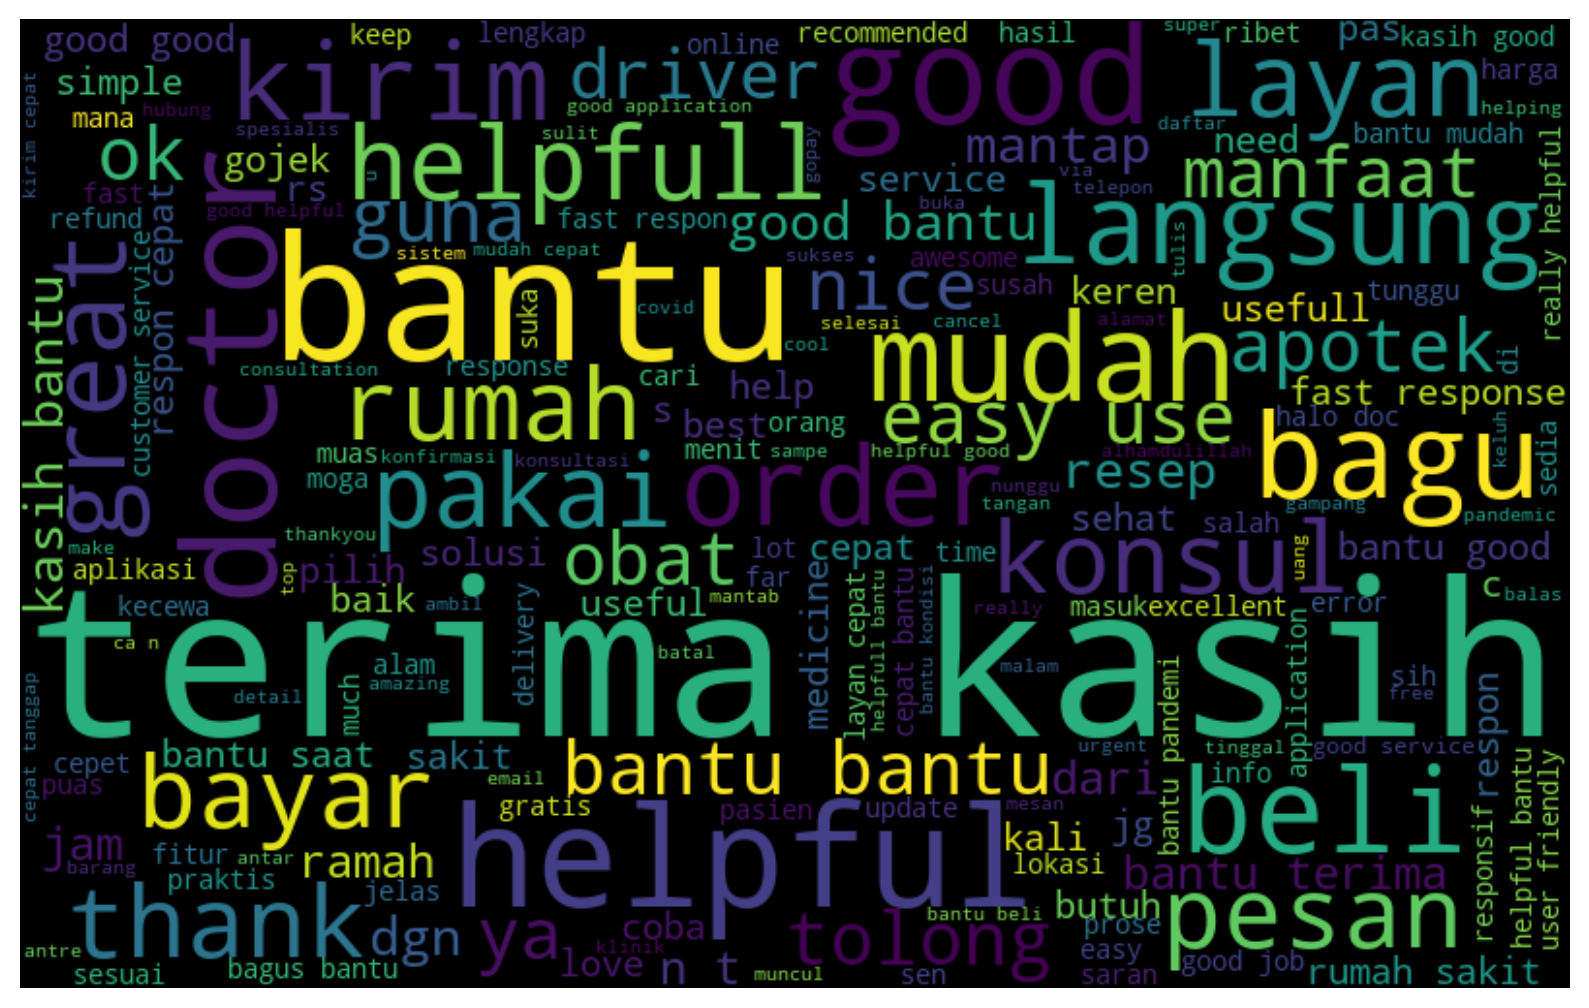 good good
keep
lengkap
online
recommended
hasil
super
ribet
pas
kasih good
simple
kirim
driver
good
layan
harga
mana
hubung
good application
helping
kirim cepat
spesialis
sulit
daftar
need
bantu mudah
ok
gojek
helpfull
gopay
mantap
via
telepon
manfaat
really helpful
fast
rs
u
service
buka
refund
good helpful
guna
fast respon
good bantu
langsung
customer service
respon cepat
doctor
great
sistem
mudah cepat
sukses
awesome
tulis
bantu
suka
covid
nice
susah
keren
usefull
tunggu
selesai
cancel
alamat
cool
mudah
apotek
di
kasih bantu
consultation
response
cari
help
fast response
rumah
s
best
orang
easy use
halo doc
bagu
muas
konfirmasi
konsultasi
menit
sampe
helpful good
alhamdulillah
keluh
sedia
moga
pakai
order
nunggu
tangan
resep
gampang
pandemic
thankyou
sehat
salah
make
aplikasi
top
pilih
solusi
obat
lot
far
cepat
time
konsul
uang
bantu good
kecewa
baik
ambil
useful
mantab
medicine
layan cepat
helpfull bantu
cepat bantu
bantu kondisi
really
masuk
excellent
error
c
balas
ca n
terima kasih
alam
amazing
delivery
batal
malam
application
sih
free
detail
much
cepat tanggap
bantu pandemi
respon
cepet
bantu saat
sakit
bantu bantu
urgent
tinggal
good service
puas
bayar
email
dari
info
gratis
pasien
update
mesan
beli
jam
barang
fitur
antar
ramah
helpful
kali
jg
lokasi
responsif
helpful bantu
user friendly
praktis
jelas
bantu terima
thank
dgn
ya
coba
tolong
bantu beli
butuh
prose
pesan
antre
klinik
easy
sesuai
bagus bantu
love
n t
muncul
sen
saran
good job
rumah sakit